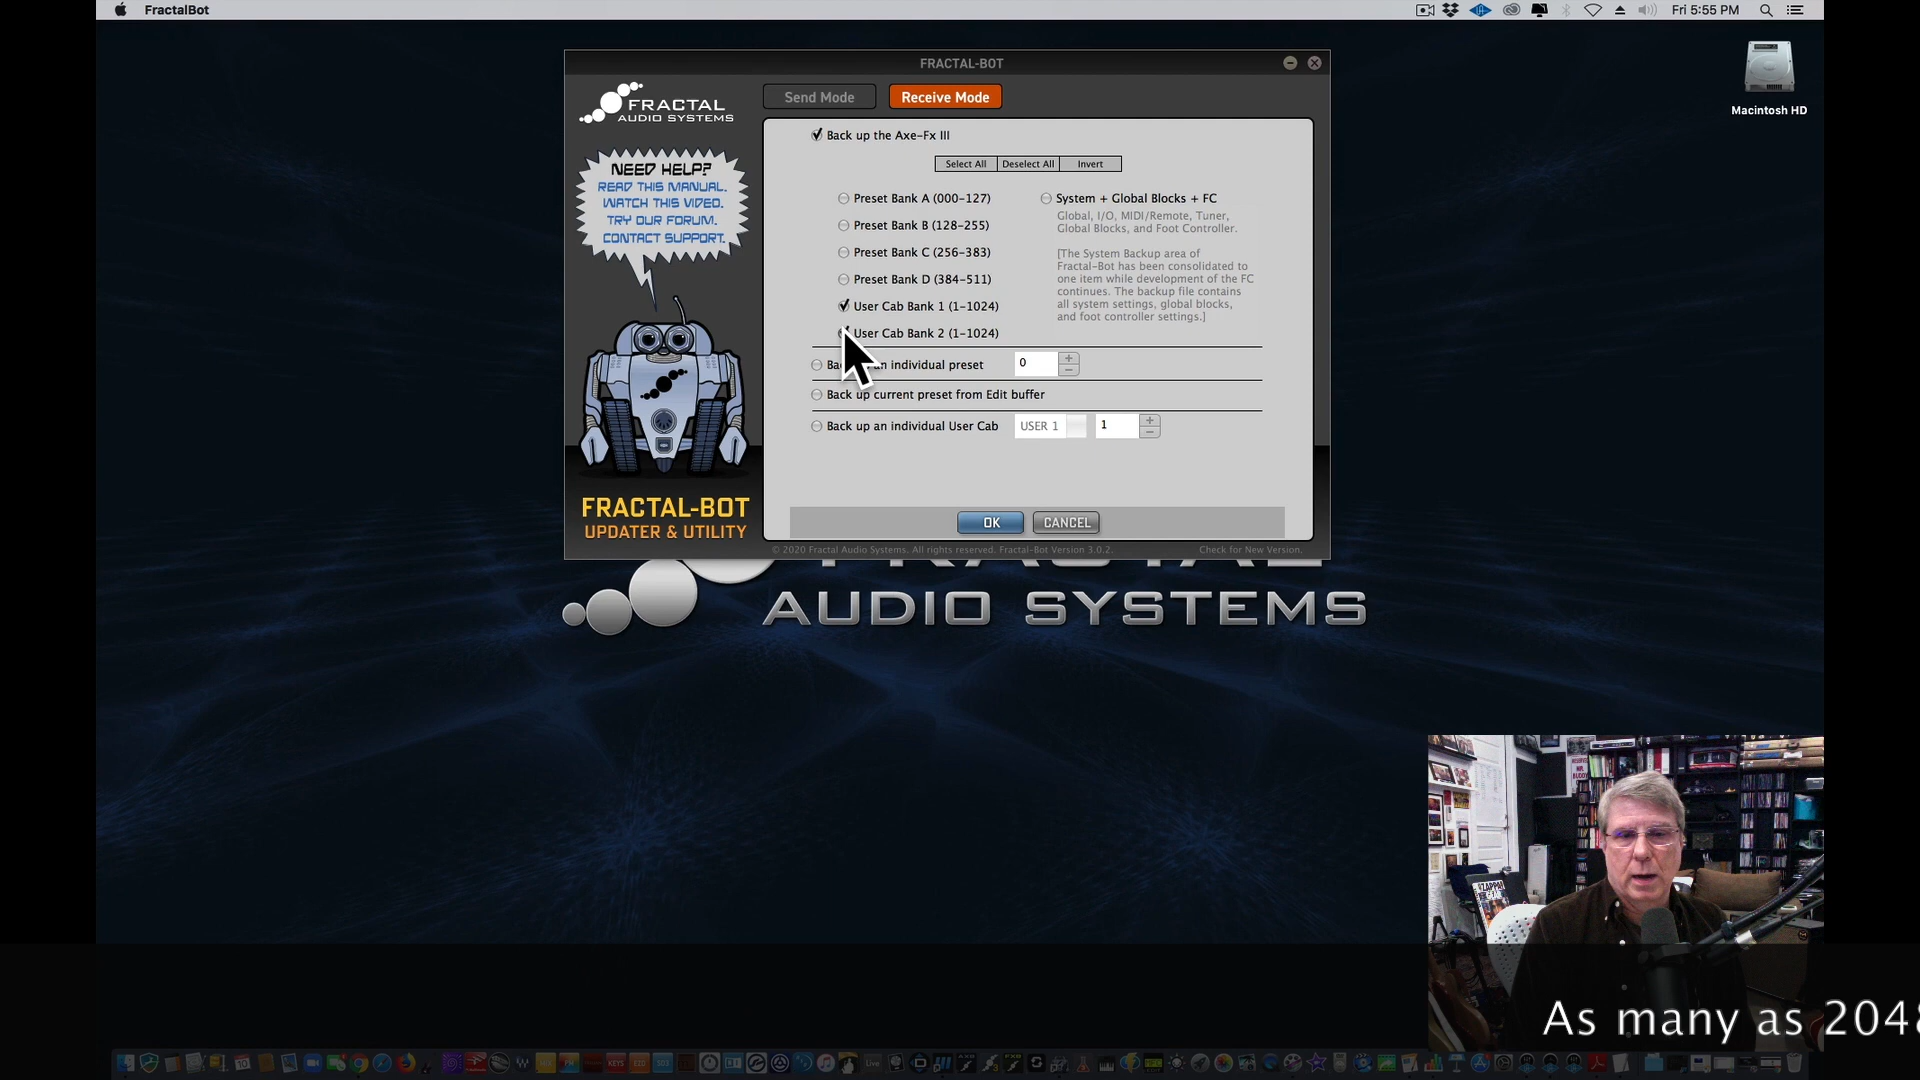 FractalBot
Fri 5:55 PM
FRACTAL-BOT
Macintosh HD
FRACTAL
AUDIO SYSTEMS
Send Mode
Receive Mode
Back up the Axe-Fx III
Select All
Deselect All
Invert
NEED HELP?
READ THIS MANUAL.
WATCH THIS VIDEO.
TRY OUR FORUM.
CONTACT SUPPORT.
Preset Bank A (000-127)
Preset Bank B (128-255)
Preset Bank C (256-383)
Preset Bank D (384-511)
User Cab Bank 1 (1-1024)
User Cab Bank 2 (1-1024)
System + Global Blocks + FC
Global, I/O, MIDI/Remote, Tuner,
Global Blocks, and Foot Controller.
[The System Backup area of
Fractal-Bot has been consolidated to
one item while development of the FC
continues. The backup file contains
all system settings, global blocks,
and foot controller settings.]
an individual preset
0
Back up current preset from Edit buffer
Back up an individual User Cab
USER 1
1
FRACTAL-BOT
UPDATER & UTILITY
OK
CANCEL
© 2020 Fractal Audio Systems. All rights reserved. Fractal-Bot Version 3.0.2.
Check for New Version.
AUDIO SYSTEMS
As many as 204